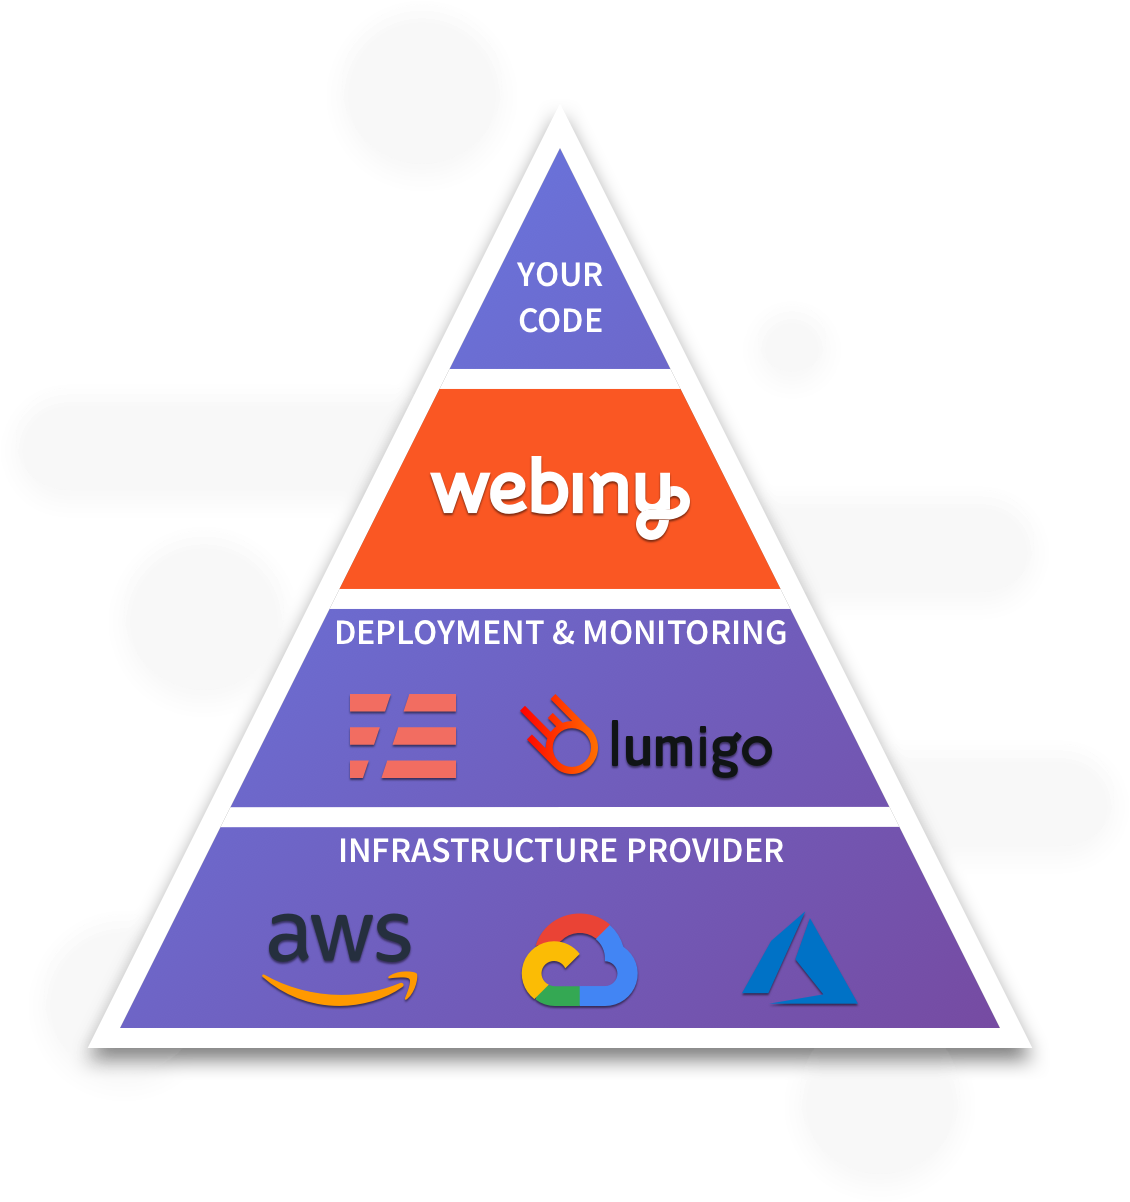 YOUR
CODE
webiny
DEPLOYMENT & MONITORING
lumigo
INFRASTRUCTURE PROVIDER
aws